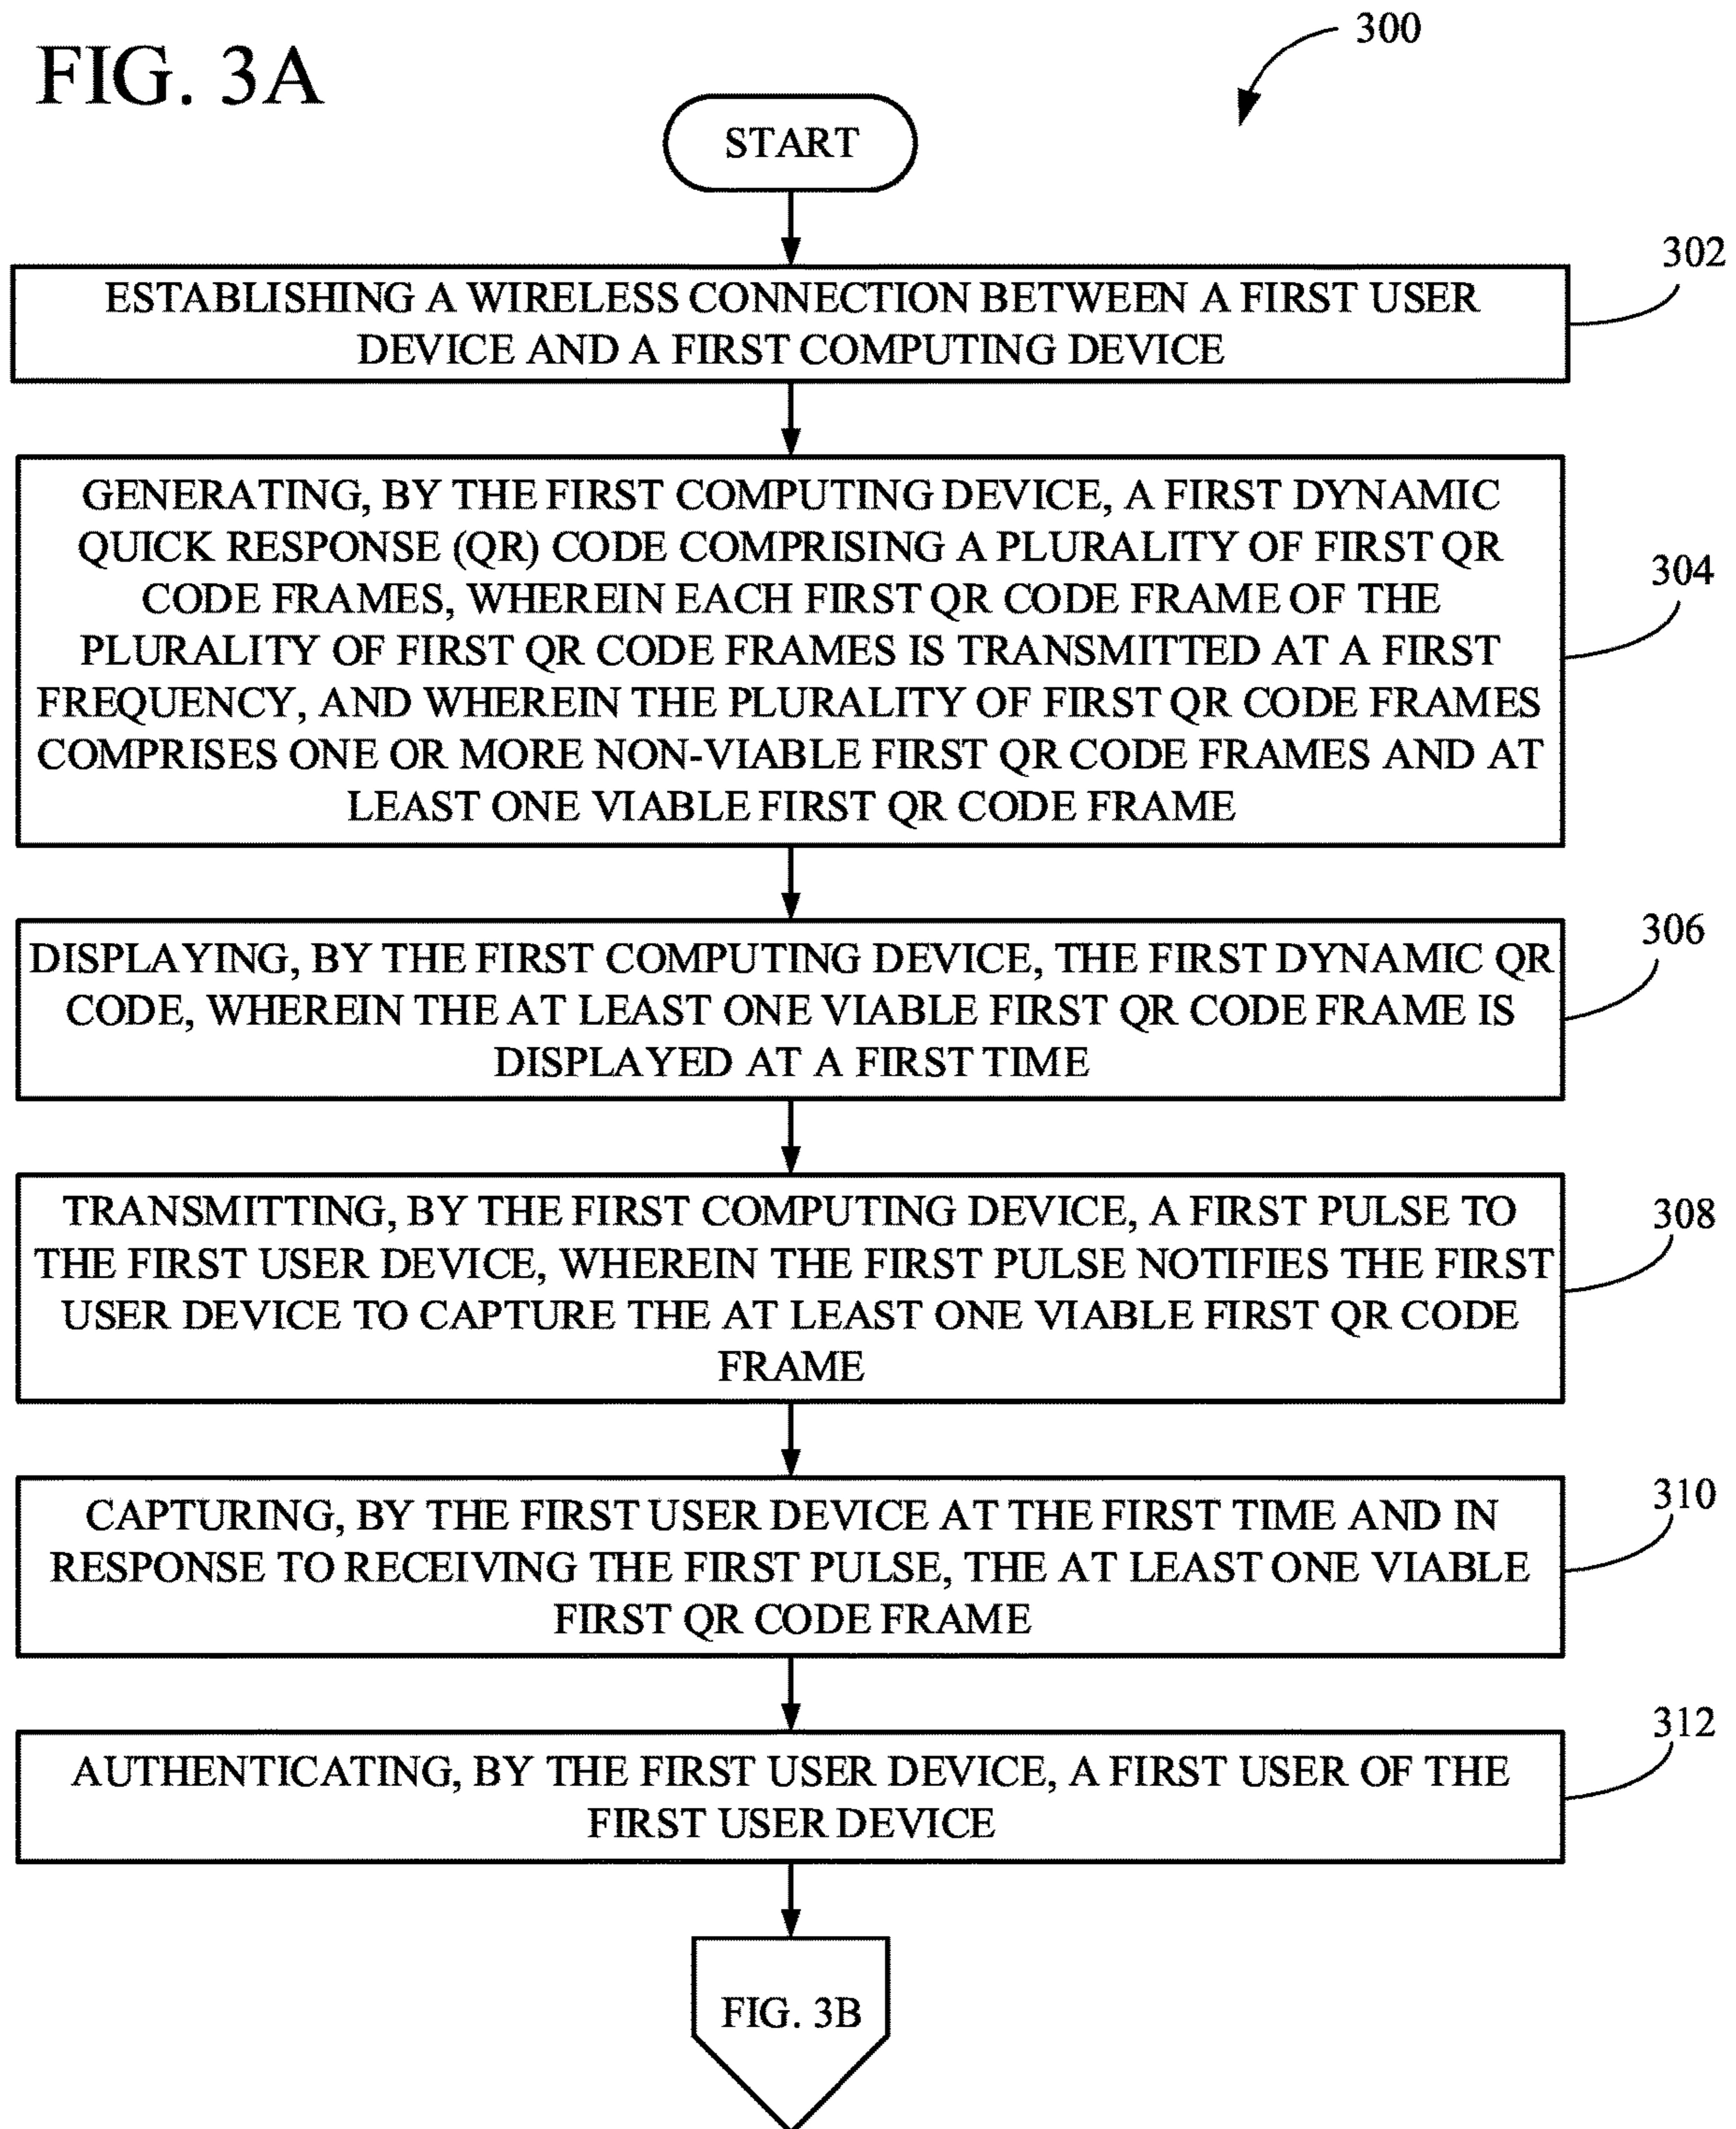 FIG. 3A
300
START
302
ESTABLISHING A WIRELESS CONNECTION BETWEEN A FIRST USER
DEVICE AND A FIRST COMPUTING DEVICE
GENERATING, BY THE FIRST COMPUTING DEVICE, A FIRST DYNAMIC
QUICK RESPONSE (QR) CODE COMPRISING A PLURALITY OF FIRST QR
CODE FRAMES, WHEREIN EACH FIRST QR CODE FRAME OF THE
PLURALITY OF FIRST QR CODE FRAMES IS TRANSMITTED AT A FIRST
FREQUENCY, AND WHEREIN THE PLURALITY OF FIRST QR CODE FRAMES
COMPRISES ONE OR MORE NON-VIABLE FIRST QR CODE FRAMES AND AT
LEAST ONE VIABLE FIRST QR CODE FRAME
304
DISPLAYING, BY THE FIRST COMPUTING DEVICE, THE FIRST DYNAMIC QR
CODE, WHEREIN THE AT LEAST ONE VIABLE FIRST QR CODE FRAME IS
DISPLAYED AT A FIRST TIME
306
TRANSMITTING, BY THE FIRST COMPUTING DEVICE, A FIRST PULSE TO
THE FIRST USER DEVICE, WHEREIN THE FIRST PULSE NOTIFIES THE FIRST
USER DEVICE TO CAPTURE THE AT LEAST ONE VIABLE FIRST QR CODE
FRAME
308
CAPTURING, BY THE FIRST USER DEVICE AT THE FIRST TIME AND IN
RESPONSE TO RECEIVING THE FIRST PULSE, THE AT LEAST ONE VIABLE
FIRST QR CODE FRAME
310
AUTHENTICATING, BY THE FIRST USER DEVICE, A FIRST USER OF THE
FIRST USER DEVICE
312
FIG. 3B